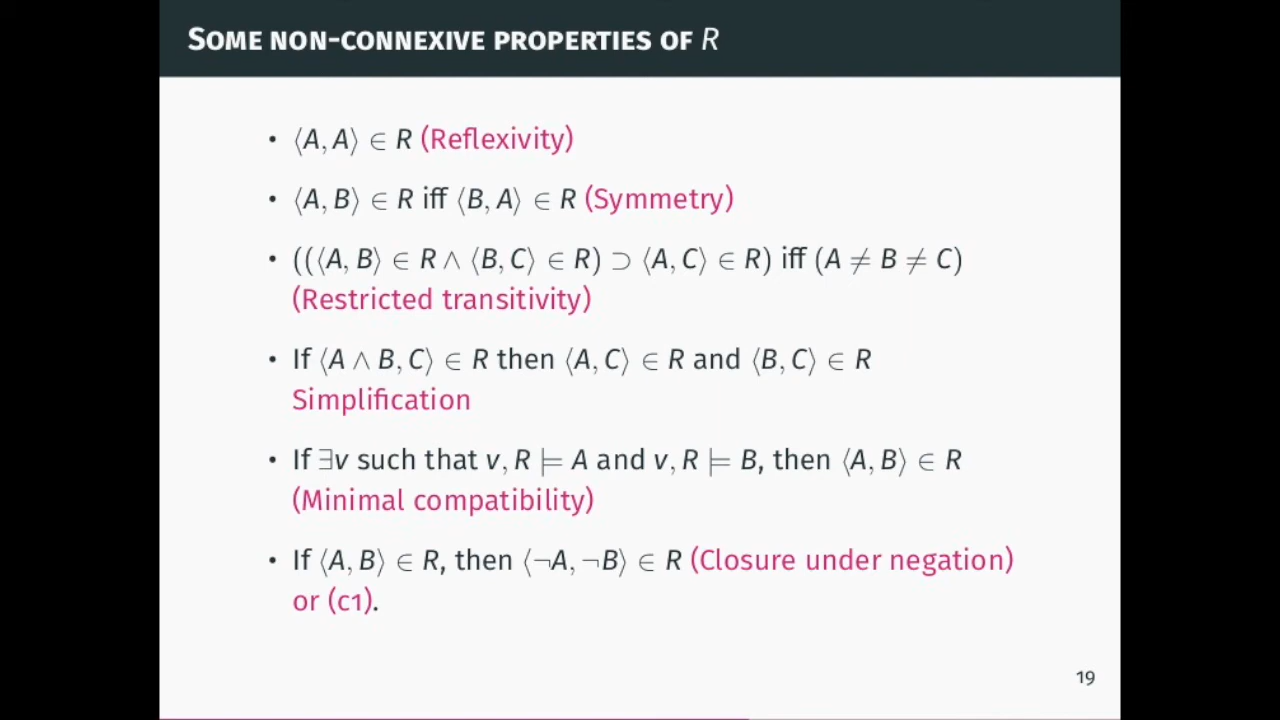 SOME NON-CONNEXIVE PROPERTIES OF R
• ⟨A, A⟩ ∈ R (Reflexivity)
• ⟨A, B⟩ ∈ R iff ⟨B, A⟩ ∈ R (Symmetry)
• ((⟨A, B⟩ ∈ R ∧ ⟨B, C⟩ ∈ R) ⊃ ⟨A, C⟩ ∈ R) iff (A ≠ B ≠ C)
(Restricted transitivity)
• If ⟨A ∧ B, C⟩ ∈ R then ⟨A, C⟩ ∈ R and ⟨B, C⟩ ∈ R
Simplification
• If ∃v such that v, R ⊨ A and v, R ⊨ B, then ⟨A, B⟩ ∈ R
(Minimal compatibility)
• If ⟨A, B⟩ ∈ R, then ⟨¬A, ¬B⟩ ∈ R (Closure under negation)
or (c1).
19